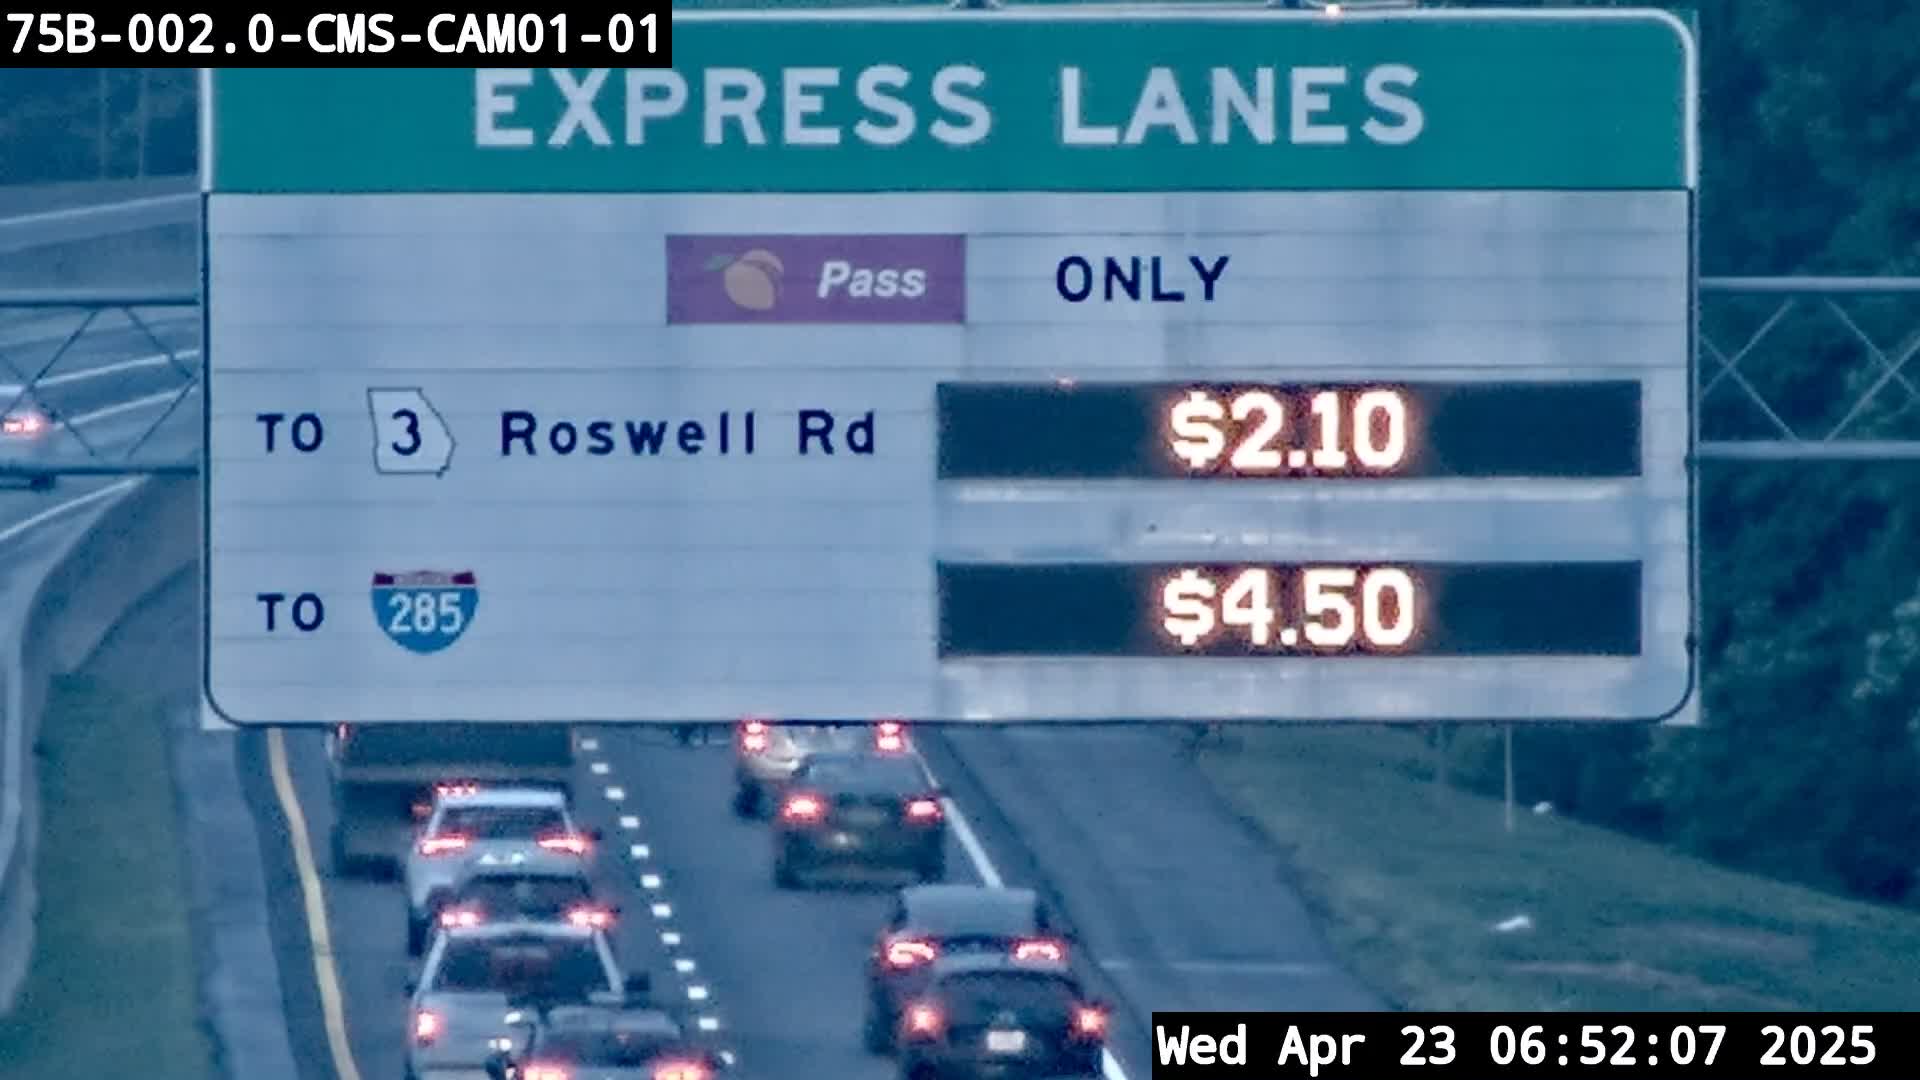 75B-002.0-CMS-CAM01-01
EXPRESS LANES
Pass ONLY
TO 3 Roswell Rd $2.10
TO 285 $4.50
Wed Apr 23 06:52:07 2025